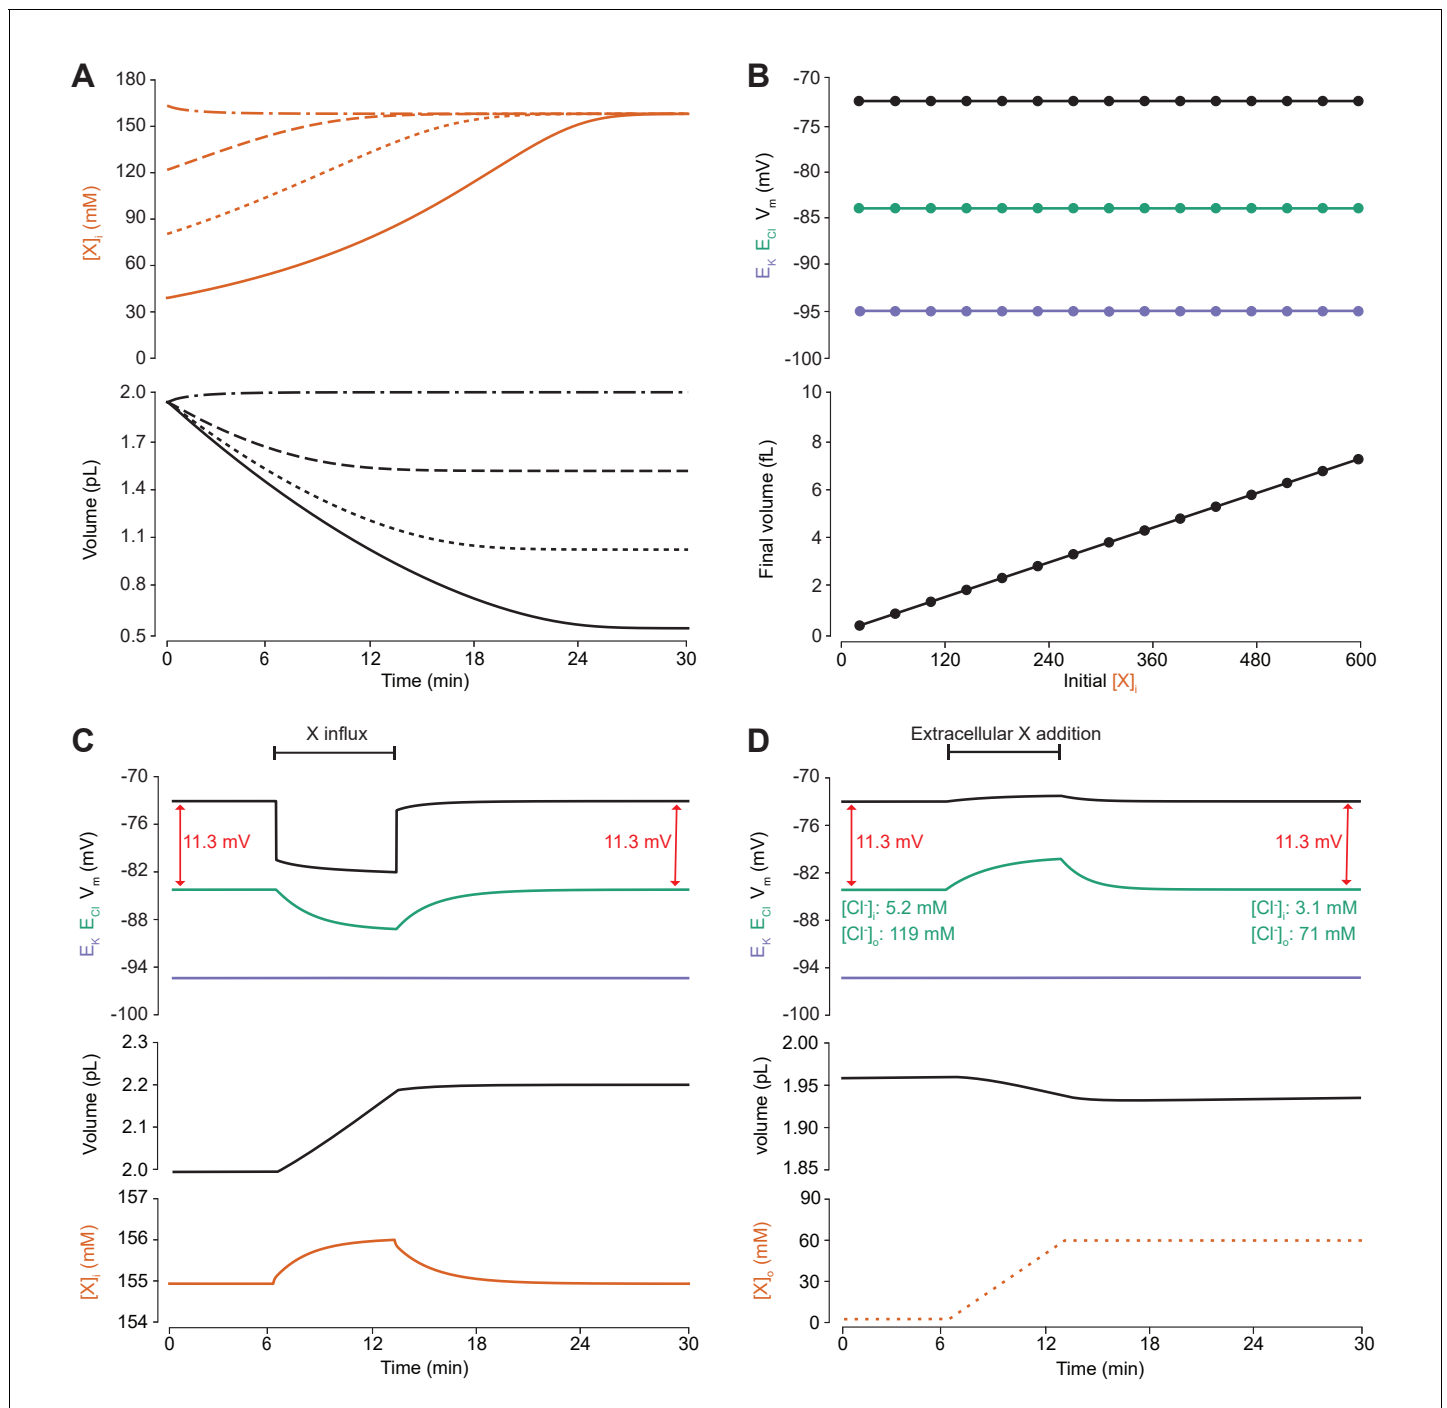 A
180
150
120
90
60
30
0
[X]i (mM)
2.0
1.7
1.4
1.1
0.8
0.5
Volume (pL)
0 6 12 18 24 30
Time (min)
B
-70
-75
-80
-85
-90
-95
-100
EK ECl Vm (mV)
10
8
6
4
2
0
Final volume (fL)
0 120 240 360 480 600
Initial [X]i
C
X influx
-70
-76
-82
-88
-94
-100
EK ECl Vm (mV)
11.3 mV 11.3 mV
2.3
2.2
2.1
2.0
Volume (pL)
157
156
155
154
[X]i (mM)
0 6 12 18 24 30
Time (min)
D
Extracellular X addition
-70
-76
-82
-88
-94
-100
EK ECl Vm (mV)
11.3 mV 11.3 mV
[Cl-]i: 5.2 mM [Cl-]i: 3.1 mM
[Cl-]o: 119 mM [Cl-]o: 71 mM
2.00
1.95
1.90
1.85
volume (pL)
90
60
30
0
[X]o (mM)
0 6 12 18 24 30
Time (min)